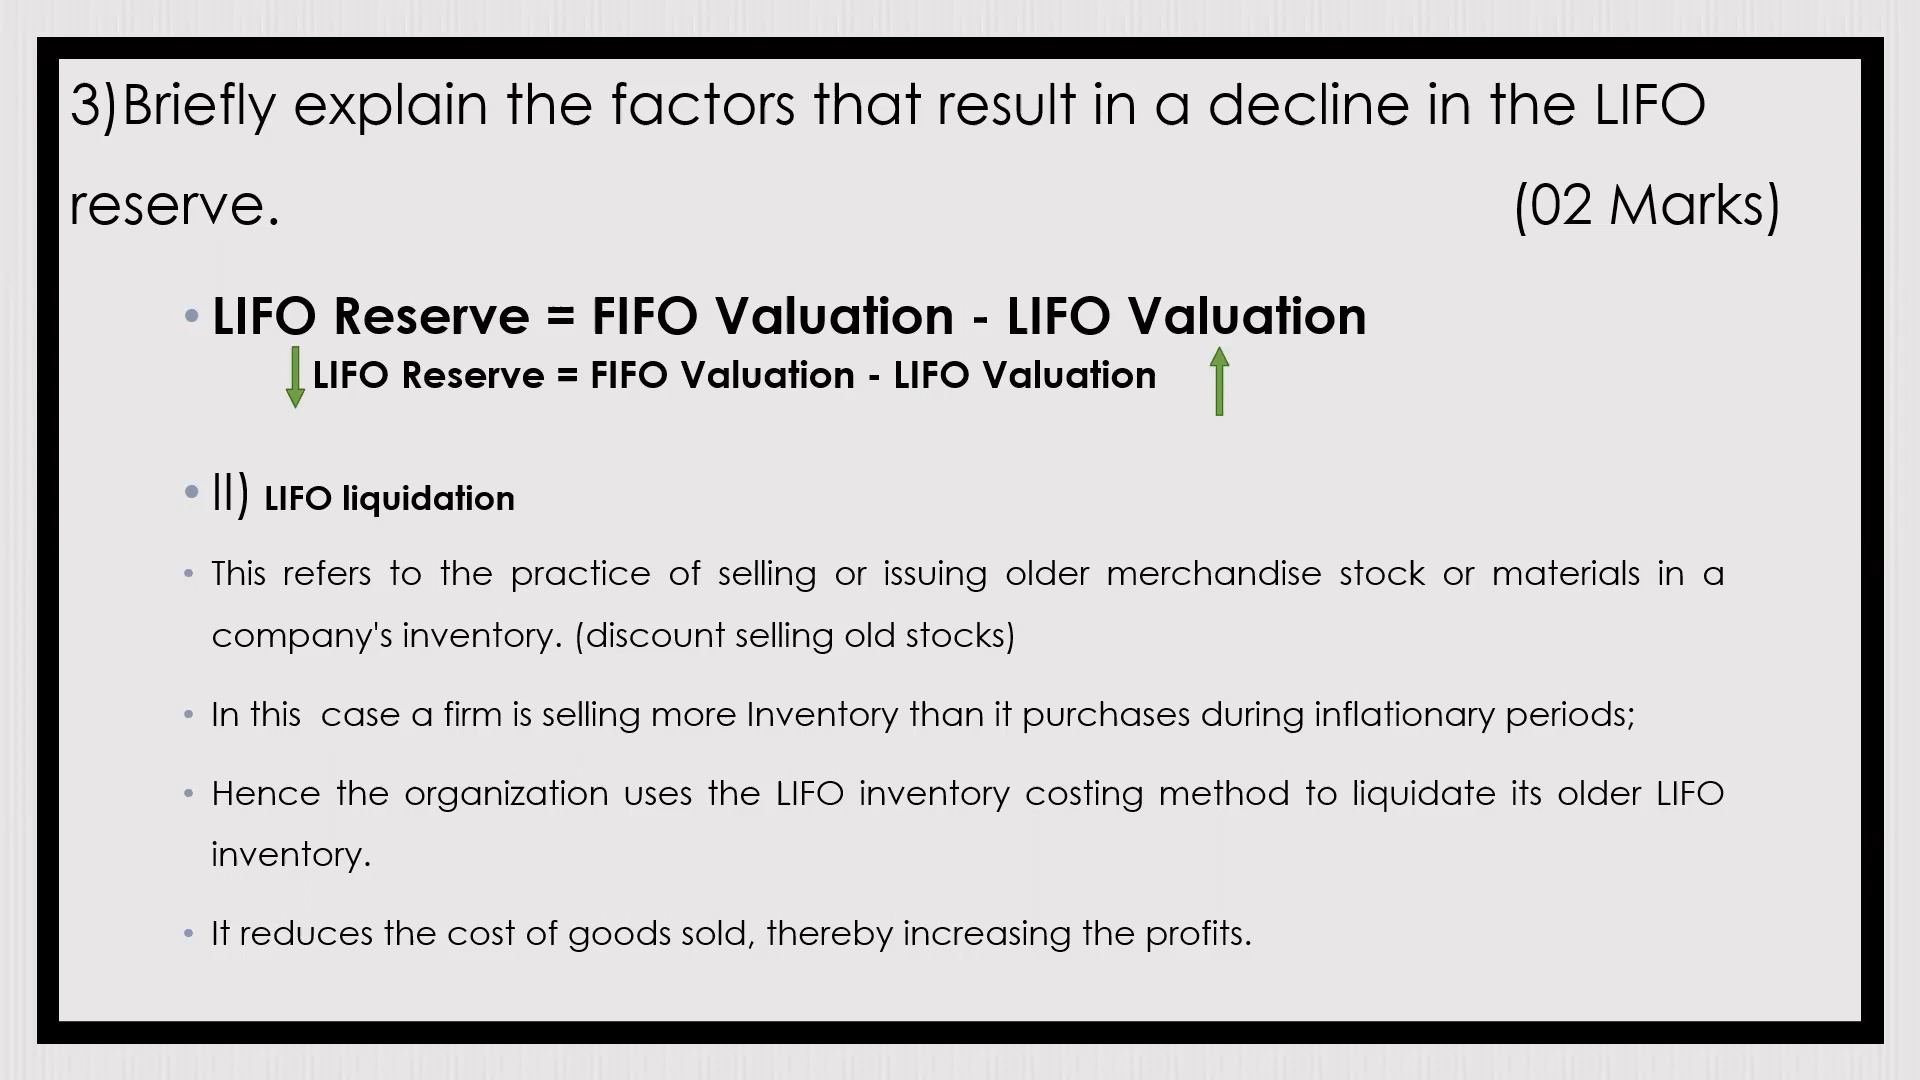 3)Briefly explain the factors that result in a decline in the LIFO
reserve. (02 Marks)
• LIFO Reserve = FIFO Valuation - LIFO Valuation
LIFO Reserve = FIFO Valuation - LIFO Valuation
• II) LIFO liquidation
• This refers to the practice of selling or issuing older merchandise stock or materials in a
company's inventory. (discount selling old stocks)
• In this  case a firm is selling more Inventory than it purchases during inflationary periods;
• Hence the organization uses the LIFO inventory costing method to liquidate its older LIFO
inventory.
• It reduces the cost of goods sold, thereby increasing the profits.